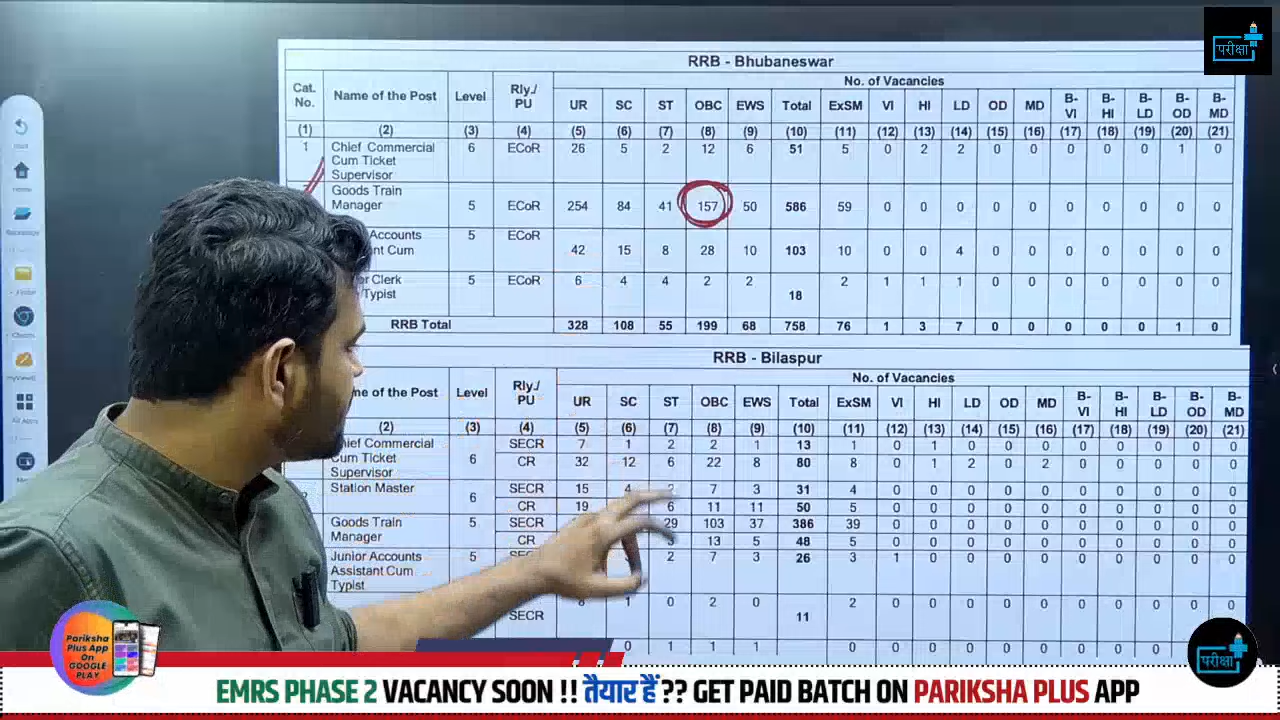 परीक्षा
RRB - Bhubaneswar
Cat. No. Name of the Post Level Rly./ PU No. of Vacancies
UR SC ST OBC EWS Total ExSM VI HI LD OD MD B-VI B-HI B-LD B-OD B-MD
(1) (2) (3) (4) (5) (6) (7) (8) (9) (10) (11) (12) (13) (14) (15) (16) (17) (18) (19) (20) (21)
1 Chief Commercial Cum Ticket Supervisor 6 ECoR 26 5 2 12 6 51 5 0 2 2 0 0 0 0 0 1 0
Goods Train Manager 5 ECoR 254 84 41 157 50 586 59 0 0 0 0 0 0 0 0 0 0
Accounts Cum 5 ECoR 42 15 8 28 10 103 10 0 0 4 0 0 0 0 0 0 0
Clerk Typist 5 ECoR 6 4 4 2 2 18 2 1 1 1 0 0 0 0 0 0 0
RRB Total 328 108 55 199 68 758 76 1 3 7 0 0 0 0 0 1 0
RRB - Bilaspur
of the Post Level Rly./ PU No. of Vacancies
UR SC ST OBC EWS Total ExSM VI HI LD OD MD B-VI B-HI B-LD B-OD B-MD
(2) (3) (4) (5) (6) (7) (8) (9) (10) (11) (12) (13) (14) (15) (16) (17) (18) (19) (20) (21)
Chief Commercial Cum Ticket Supervisor 6 SECR 7 1 2 2 1 13 1 0 1 0 0 0 0 0 0 0 0
CR 32 12 6 22 8 80 8 0 1 2 0 2 0 0 0 0 0
Station Master 6 SECR 15 4 7 3 31 4 0 0 0 0 0 0 0 0 0 0
CR 19 6 11 11 50 5 0 0 0 0 0 0 0 0 0 0
Goods Train Manager 5 SECR 29 103 37 386 39 0 0 0 0 0 0 0 0 0 0
CR 13 5 48 5 0 0 0 0 0 0 0 0 0 0
Junior Accounts Assistant Cum Typist 5 2 7 3 26 3 1 0 0 0 0 0 0 0 0 0
SECR 1 0 2 0 11 2 0 0 0 0 0 0 0 0 0 0
0 1 1 1 0 0 0 0 0 0 0 0 0 0 0
Pariksha
Plus App
On
GOOGLE
PLAY
परीक्षा
EMRS PHASE 2 VACANCY SOON !! तैयार हैं ?? GET PAID BATCH ON PARIKSHA PLUS APP